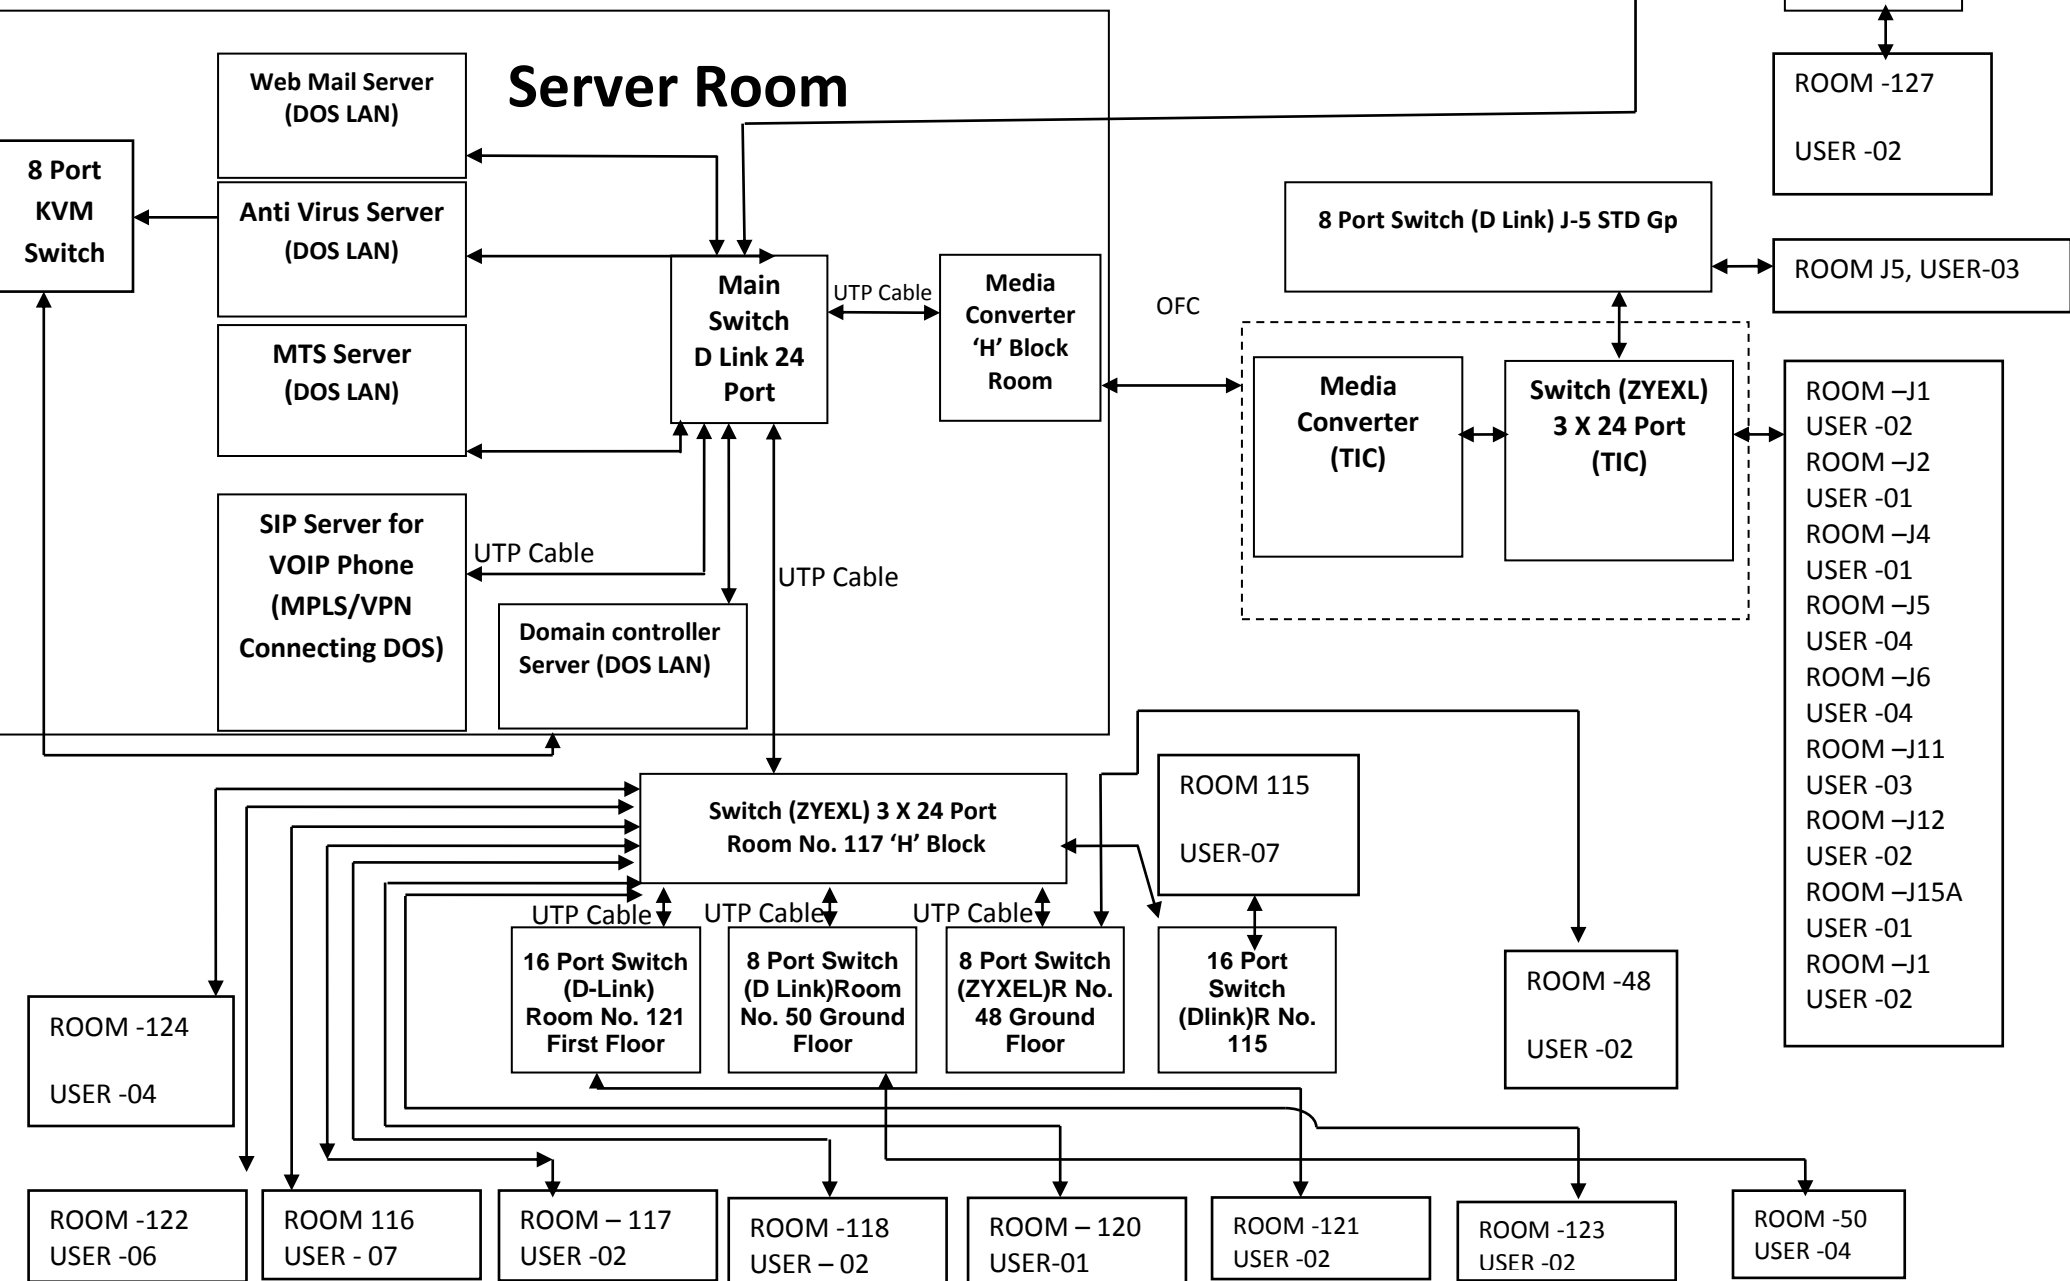 Server Room
Web Mail Server
(DOS LAN)
8 Port
KVM
Switch
Anti Virus Server
(DOS LAN)
MTS Server
(DOS LAN)
SIP Server for
VOIP Phone
(MPLS/VPN
Connecting DOS)
UTP Cable
Domain controller
Server (DOS LAN)
Main
Switch
D Link 24
Port
UTP Cable
UTP Cable
Media
Converter
‘H’ Block
Room
OFC
ROOM -127
USER -02
8 Port Switch (D Link) J-5 STD Gp
ROOM J5, USER-03
Media
Converter
(TIC)
Switch (ZYEXL)
3 X 24 Port
(TIC)
ROOM –J1
USER -02
ROOM –J2
USER -01
ROOM –J4
USER -01
ROOM –J5
USER -04
ROOM –J6
USER -04
ROOM –J11
USER -03
ROOM –J12
USER -02
ROOM –J15A
USER -01
ROOM –J1
USER -02
Switch (ZYEXL) 3 X 24 Port
Room No. 117 ‘H’ Block
ROOM 115
USER-07
UTP Cable
UTP Cable
UTP Cable
16 Port Switch
(D-Link)
Room No. 121
First Floor
8 Port Switch
(D Link)Room
No. 50 Ground
Floor
8 Port Switch
(ZYXEL)R No.
48 Ground
Floor
16 Port
Switch
(Dlink)R No.
115
ROOM -48
USER -02
ROOM -124
USER -04
ROOM -122
USER -06
ROOM 116
USER - 07
ROOM – 117
USER -02
ROOM -118
USER – 02
ROOM – 120
USER-01
ROOM -121
USER -02
ROOM -123
USER -02
ROOM -50
USER -04